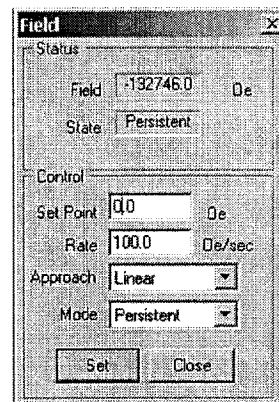 Field
Status
Field -132746.0 Oe
State Persistent
Control
Set Point 0.0 Oe
Rate 100.0 Oe/sec
Approach Linear
Mode Persistent
Set Close